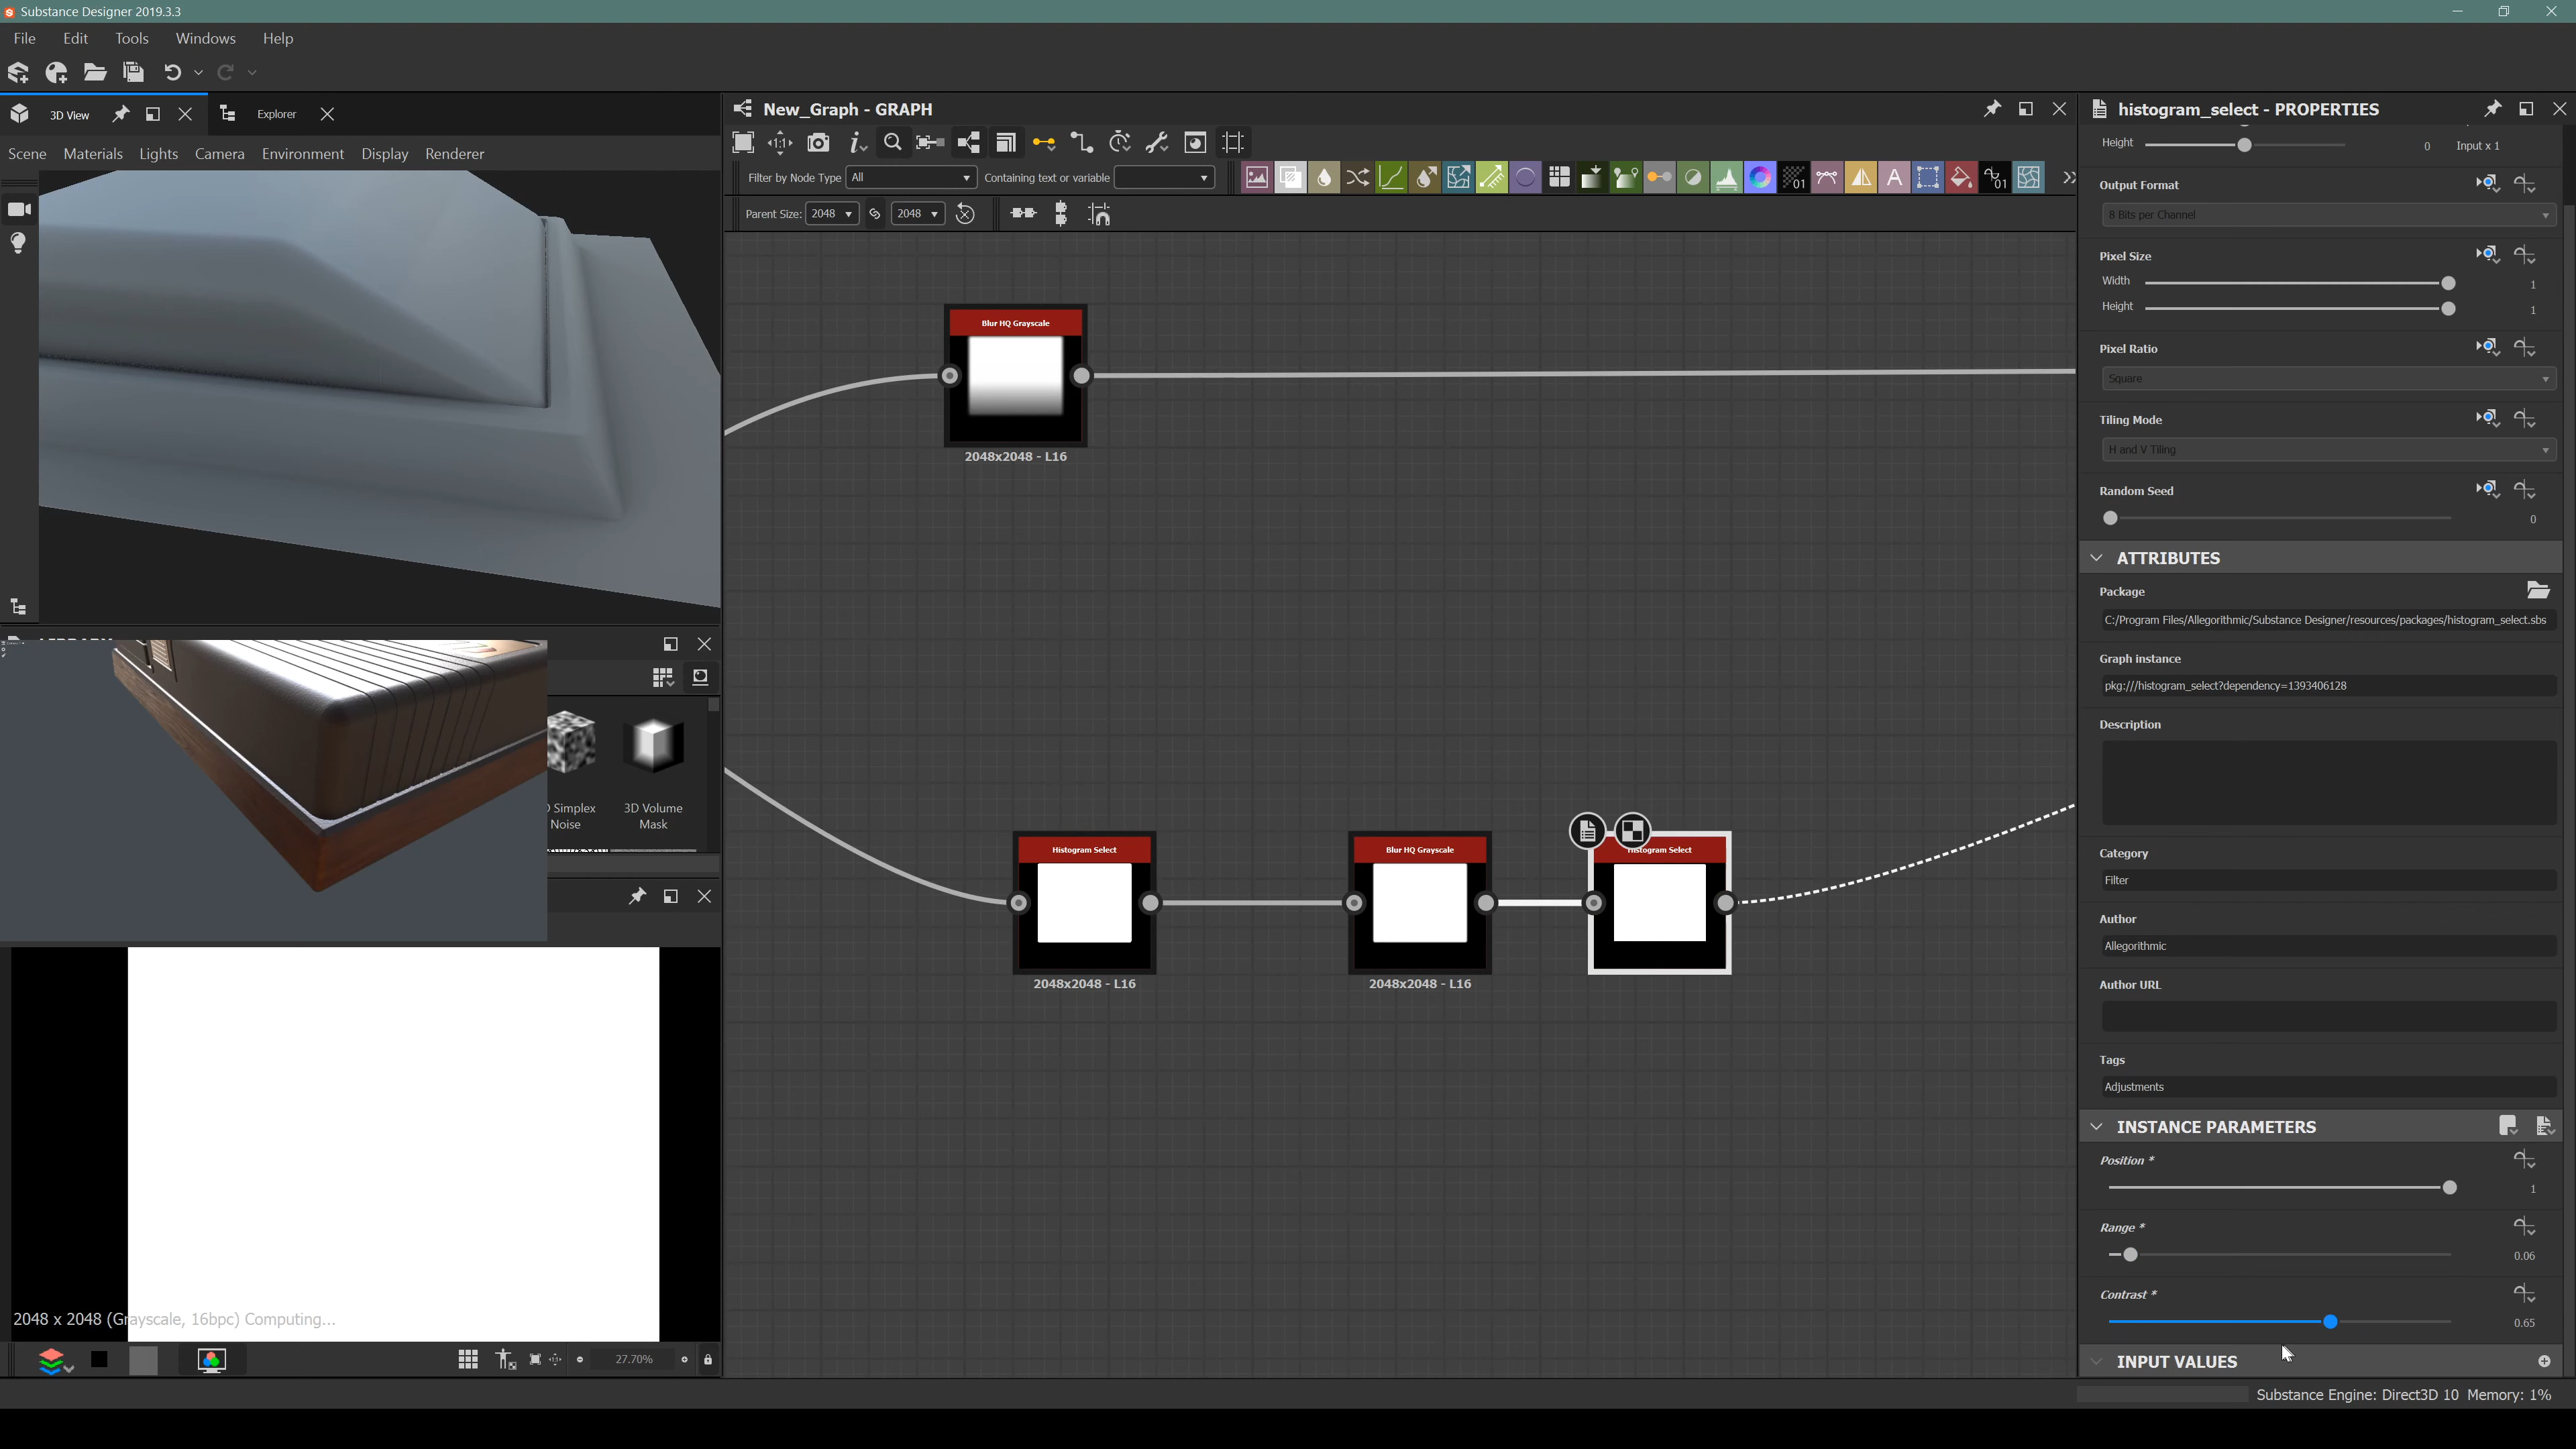 Substance Designer 2019.3.3
File Edit Tools Windows Help
3D View Explorer
Scene Materials Lights Camera Environment Display Renderer
New_Graph - GRAPH
Filter by Node Type All Containing text or variable
Parent Size: 2048 2048
Blur HQ Grayscale
2048x2048 - L16
Histogram Select
2048x2048 - L16
Blur HQ Grayscale
2048x2048 - L16
Histogram Select
Simplex
Noise
3D Volume
Mask
2048 x 2048 (Grayscale, 16bpc) Computing...
27.70%
histogram_select - PROPERTIES
Height 0 Input x 1
Output Format
8 Bits per Channel
Pixel Size
Width 1
Height 1
Pixel Ratio
Square
Tiling Mode
H and V Tiling
Random Seed
0
ATTRIBUTES
Package
C:/Program Files/Allegorithmic/Substance Designer/resources/packages/histogram_select.sbs
Graph instance
pkg:///histogram_select?dependency=1393406128
Description
Category
Filter
Author
Allegorithmic
Author URL
Tags
Adjustments
INSTANCE PARAMETERS
Position *
1
Range *
0.06
Contrast *
0.65
INPUT VALUES
Substance Engine: Direct3D 10 Memory: 1%